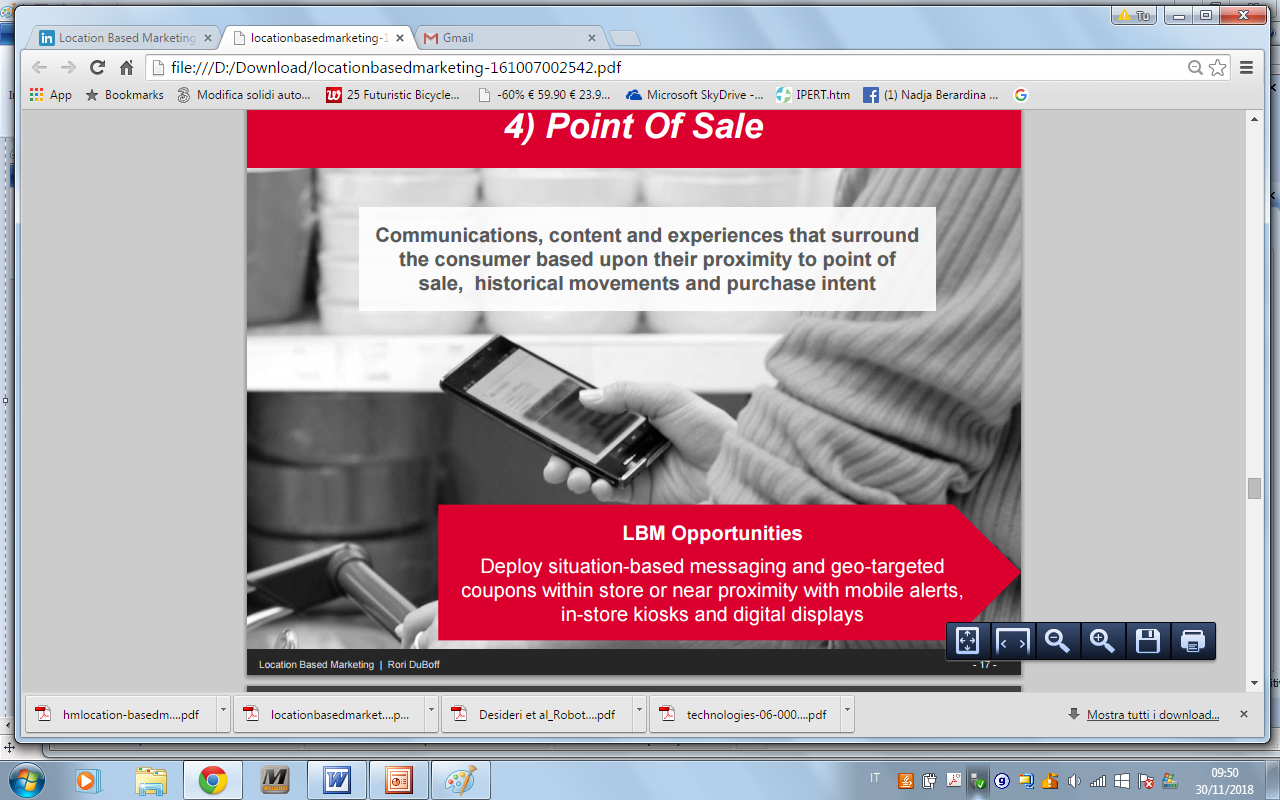 Tu
Location Based Marketing
locationbasedmarketing-1
Gmail
file:///D:/Download/locationbasedmarketing-161007002542.pdf
App
Bookmarks
Modifica solidi auto...
25 Futuristic Bicycle...
-60% € 59.90 € 23.9...
Microsoft SkyDrive -...
IPERT.htm
(1) Nadja Berardina ...
4) Point Of Sale
Communications, content and experiences that surround
the consumer based upon their proximity to point of
sale, historical movements and purchase intent
LBM Opportunities
Deploy situation-based messaging and geo-targeted
coupons within store or near proximity with mobile alerts,
in-store kiosks and digital displays
Location Based Marketing | Rori DuBoff
- 17 -
hmlocation-basedm....pdf
locationbasedmarket....p...
Desideri et al_Robot....pdf
technologies-06-000....pdf
Mostra tutti i download...
IT
09:50
30/11/2018